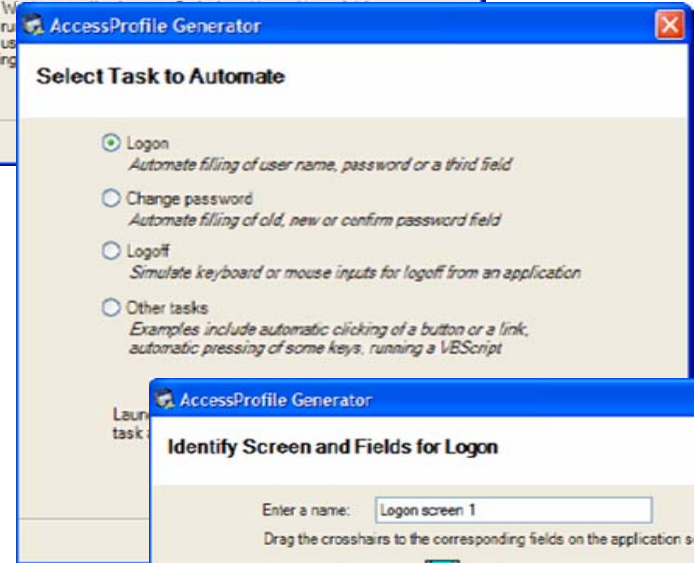 W
ru
us
ing
AccessProfile Generator
Select Task to Automate
Logon
Automate filling of user name, password or a third field
Change password
Automate filling of old, new or confirm password field
Logoff
Simulate keyboard or mouse inputs for logoff from an application
Other tasks
Examples include automatic clicking of a button or a link,
automatic pressing of some keys, running a VBScript
Laun
task
AccessProfile Generator
Identify Screen and Fields for Logon
Enter a name: Logon screen 1
Drag the crosshairs to the corresponding fields on the application s